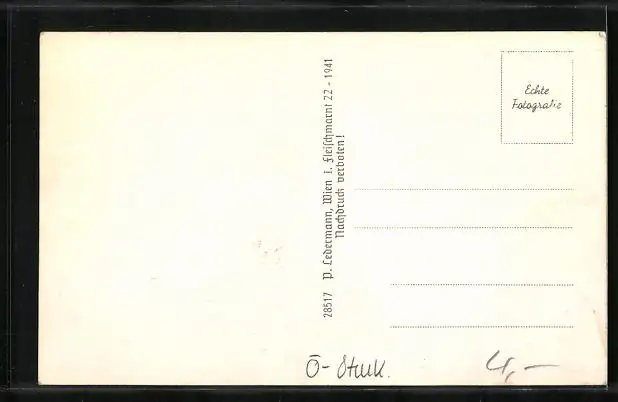 28517 P. Ledermann, Wien I. Fleischmarkt 22 - 1941
Nachdruck verboten!
Echte
Fotografie
Ö-Stuk.
4,—